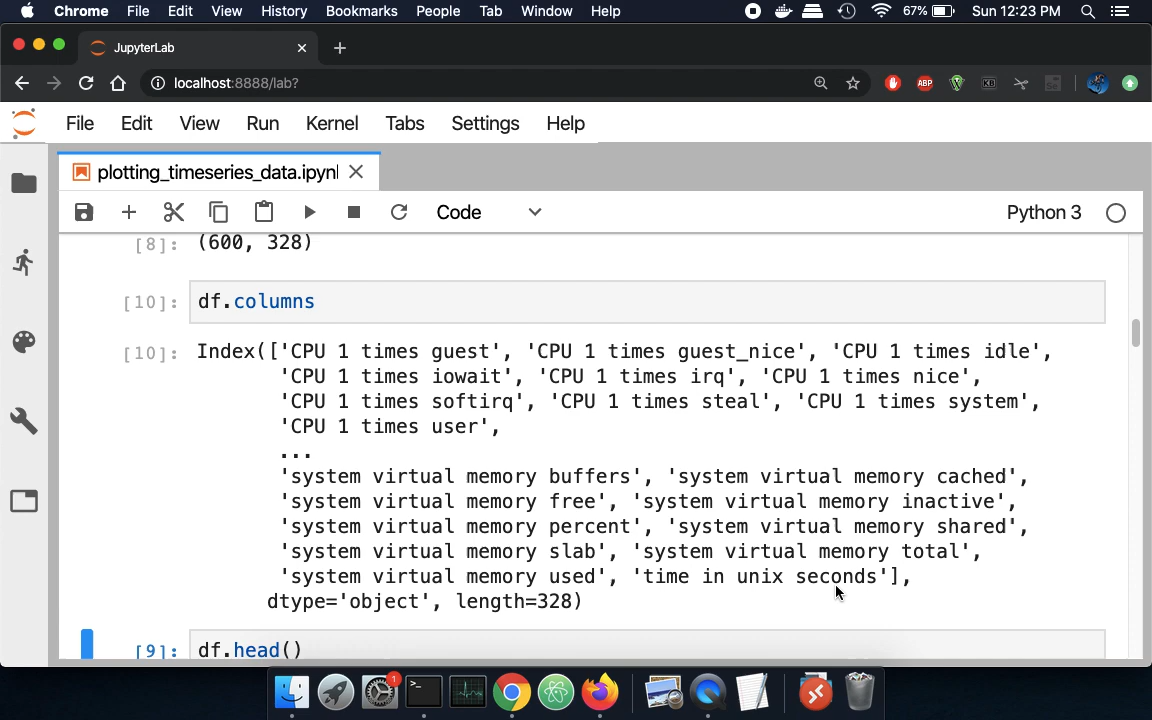 Chrome File Edit View History Bookmarks People Tab Window Help 67% Sun 12:23 PM
JupyterLab
localhost:8888/lab?
ABP
KB
File Edit View Run Kernel Tabs Settings Help
plotting_timeseries_data.ipynl
Code Python 3
[8]: (600, 328)
[10]: df.columns
[10]: Index(['CPU 1 times guest', 'CPU 1 times guest_nice', 'CPU 1 times idle',
'CPU 1 times iowait', 'CPU 1 times irq', 'CPU 1 times nice',
'CPU 1 times softirq', 'CPU 1 times steal', 'CPU 1 times system',
'CPU 1 times user',
...
'system virtual memory buffers', 'system virtual memory cached',
'system virtual memory free', 'system virtual memory inactive',
'system virtual memory percent', 'system virtual memory shared',
'system virtual memory slab', 'system virtual memory total',
'system virtual memory used', 'time in unix seconds'],
dtype='object', length=328)
[9]: df.head()
1